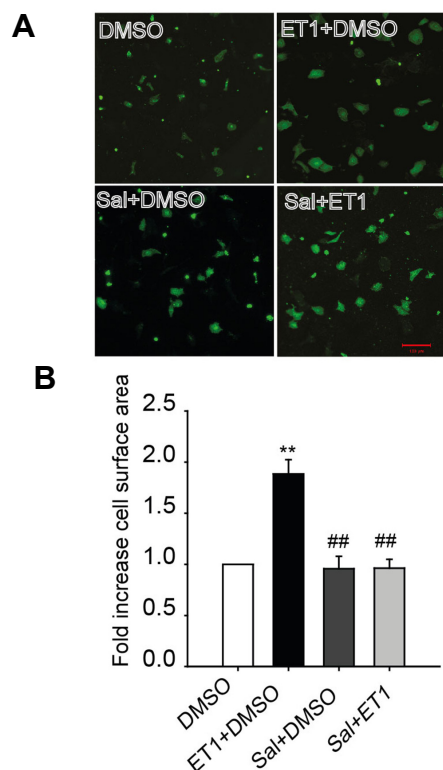 A
DMSO
ET1+DMSO
Sal+DMSO
Sal+ET1
B
Fold increase cell surface area
2.5
2.0
1.5
1.0
0.5
0.0
**
##
##
DMSO
ET1+DMSO
Sal+DMSO
Sal+ET1